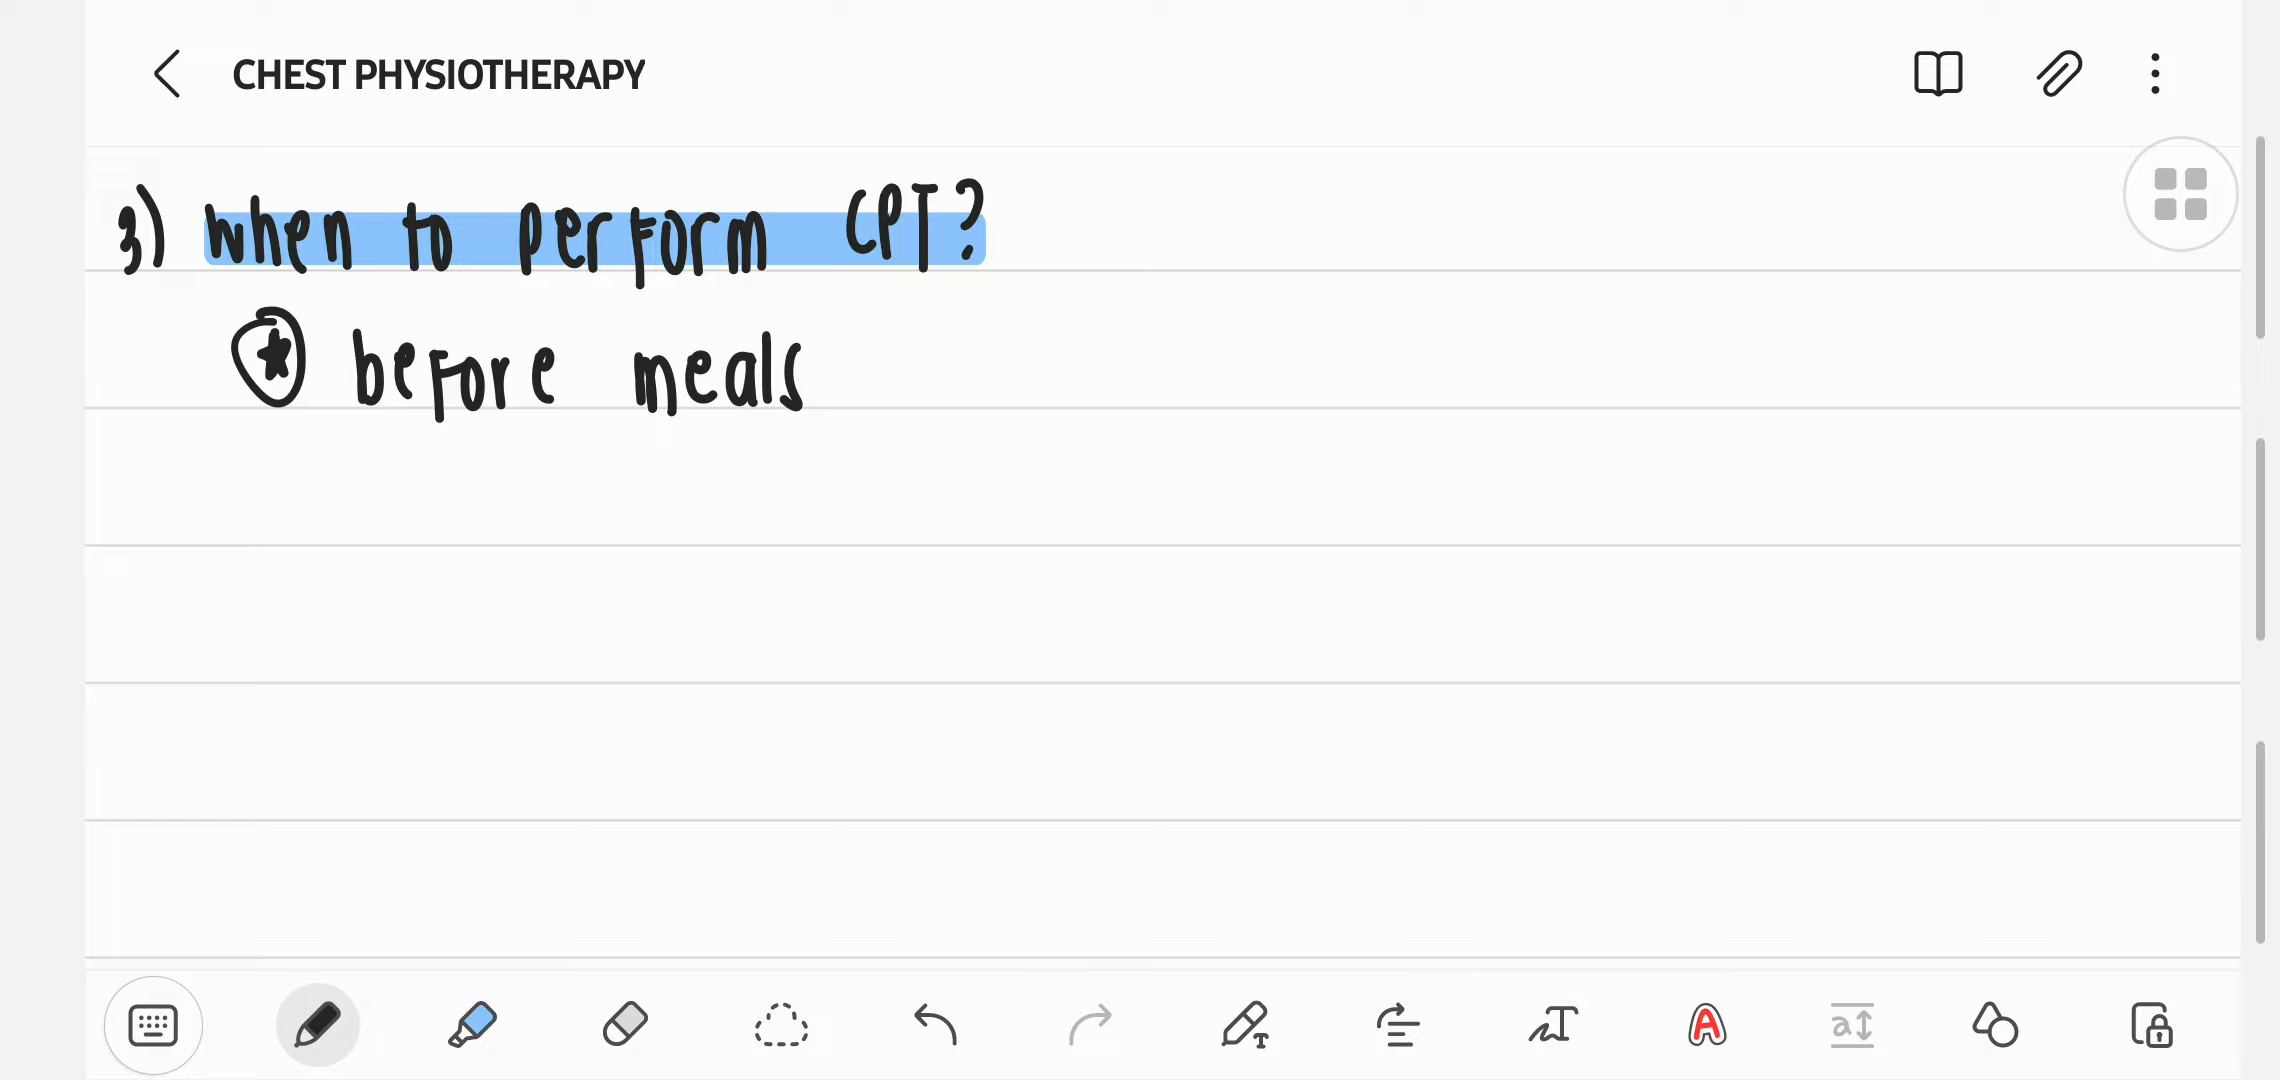 CHEST PHYSIOTHERAPY
3) when to perform CPT?
before meals